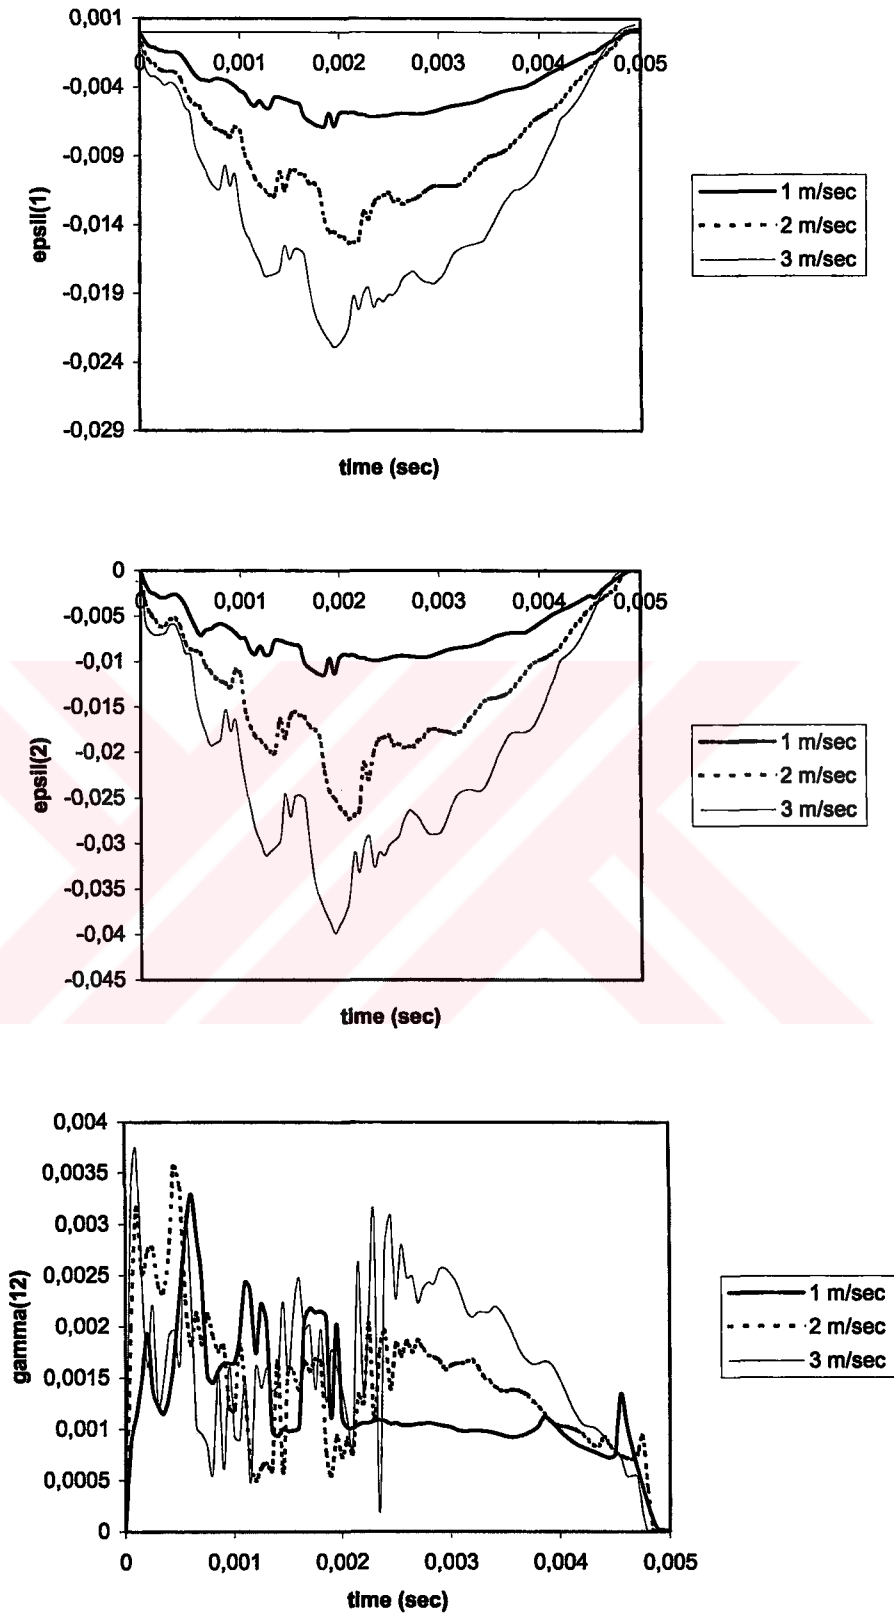 0,001
0
0,001
0,002
0,003
0,004
0,005
-0,004
-0,009
-0,014
-0,019
-0,024
-0,029
epsil(1)
time (sec)
1 m/sec
2 m/sec
3 m/sec
0
0
0,001
0,002
0,003
0,004
0,005
-0,005
-0,01
-0,015
-0,02
-0,025
-0,03
-0,035
-0,04
-0,045
epsil(2)
time (sec)
1 m/sec
2 m/sec
3 m/sec
0,004
0,0035
0,003
0,0025
0,002
0,0015
0,001
0,0005
0
gamma(12)
0
0,001
0,002
0,003
0,004
0,005
time (sec)
1 m/sec
2 m/sec
3 m/sec